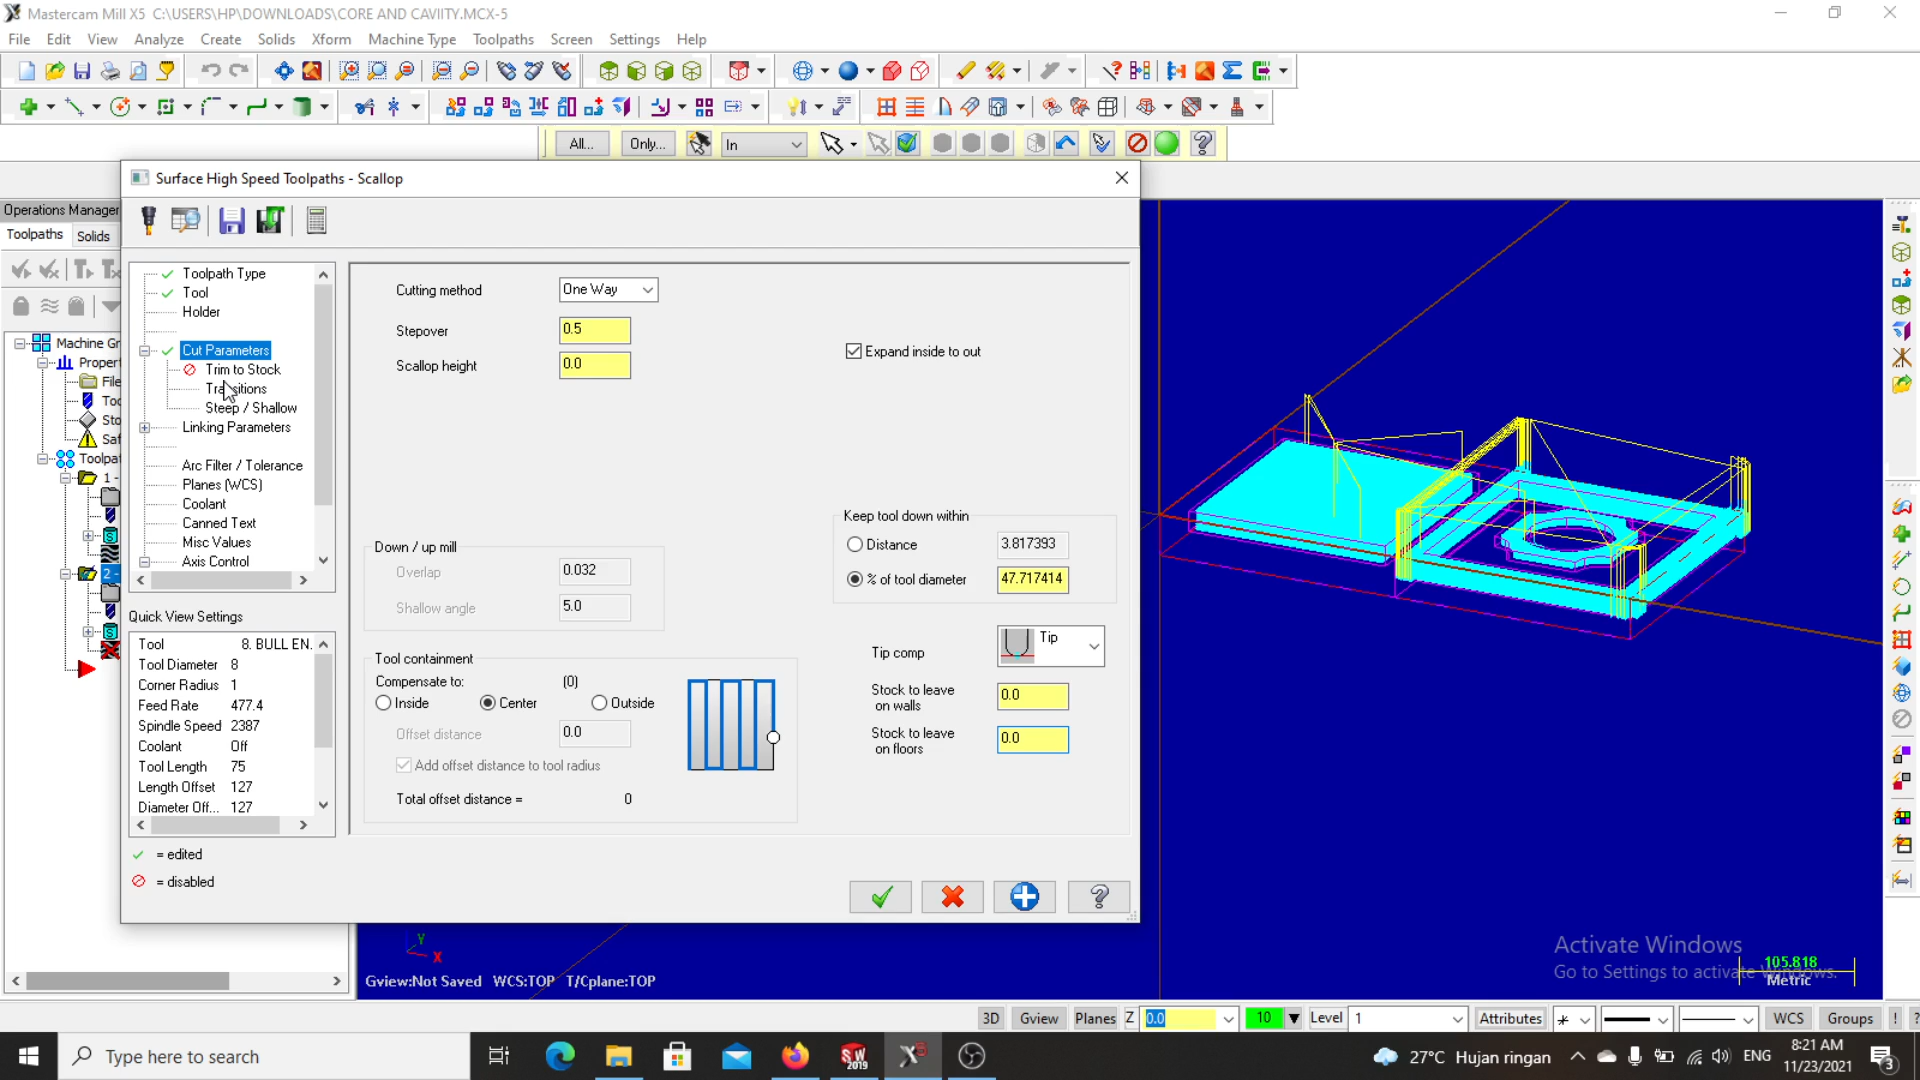 Mastercam Mill X5 C:\USERS\HP\DOWNLOADS\CORE AND CAVIITY.MCX-5
File Edit View Analyze Create Solids Xform Machine Type Toolpaths Screen Settings Help
All... Only... In
Surface High Speed Toolpaths - Scallop
Operations Manager
Toolpaths Solids
Machine Gr
Propert
File
Too
Sto
Saf
Toolpat
1 -
2 -
Toolpath Type
Tool
Holder
Cut Parameters
Trim to Stock
Transitions
Steep / Shallow
Linking Parameters
Arc Filter / Tolerance
Planes (WCS)
Coolant
Canned Text
Misc Values
Axis Control
Quick View Settings
Tool 8. BULL EN.
Tool Diameter 8
Corner Radius 1
Feed Rate 477.4
Spindle Speed 2387
Coolant Off
Tool Length 75
Length Offset 127
Diameter Off... 127
= edited
= disabled
Cutting method One Way
Stepover 0.5
Scallop height 0.0
Expand inside to out
Down / up mill
Overlap 0.032
Shallow angle 5.0
Keep tool down within
Distance 3.817393
% of tool diameter 47.717414
Tool containment
Compensate to: (0)
Inside Center Outside
Offset distance 0.0
Add offset distance to tool radius
Total offset distance = 0
Tip comp Tip
Stock to leave
on walls 0.0
Stock to leave
on floors 0.0
Y
X
Gview:Not Saved WCS:TOP T/Cplane:TOP
Activate Windows
Go to Settings to activate Windows.
105.818
Metric
3D Gview Planes Z 0.0 10 Level 1 Attributes WCS Groups ! ?
Type here to search
SW
2019
27°C Hujan ringan ENG
8:21 AM
11/23/2021
3